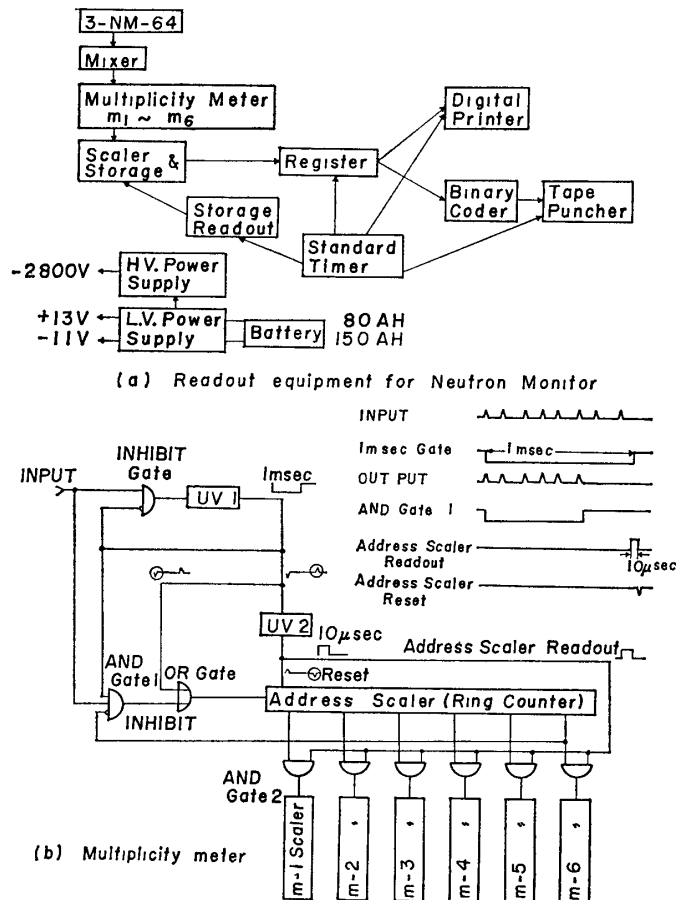 3-NM-64
Mixer
Multiplicity Meter
m1 ~ m6
Scaler &
Storage
Register
Digital
Printer
Storage
Readout
Binary
Coder
Tape
Puncher
Standard
Timer
-2800V
H.V. Power
Supply
+13V
-11V
L.V. Power
Supply
Battery
80 AH
150 AH
(a) Readout equipment for Neutron Monitor
INPUT
1msec Gate
1msec
OUT PUT
AND Gate 1
Address Scaler
Readout
10μsec
Address Scaler
Reset
INPUT
INHIBIT
Gate
UV 1
1msec
UV 2
10μsec
Address Scaler Readout
AND
Gate1
OR Gate
INHIBIT
Reset
Address Scaler (Ring Counter)
AND
Gate2
m-1 Scaler
m-2 〃
m-3 〃
m-4 〃
m-5 〃
m-6 〃
(b) Multiplicity meter